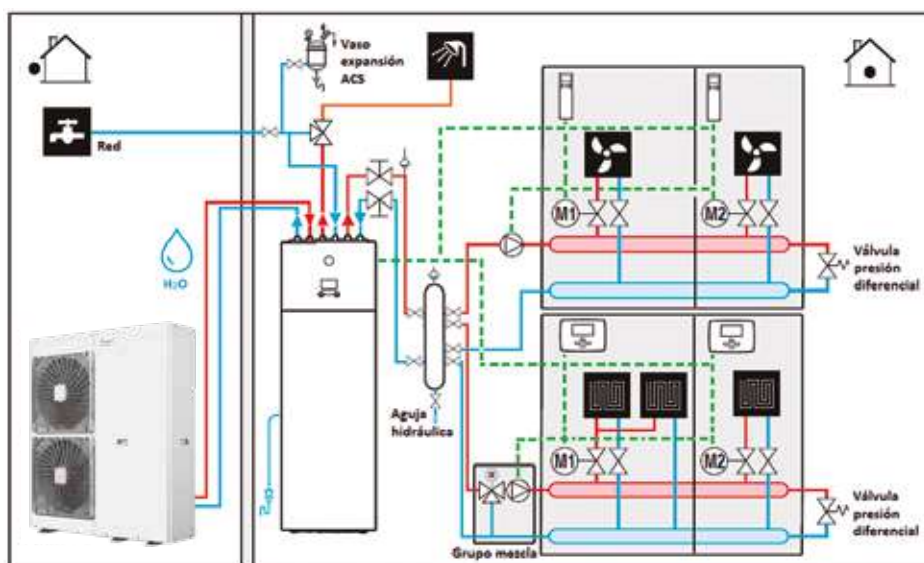 Vaso
expansión
ACS
Red
H₂O
M1
M2
Válvula
presión
diferencial
Aguja
hidráulica
M1
M2
Válvula
presión
diferencial
Grupo mezcla